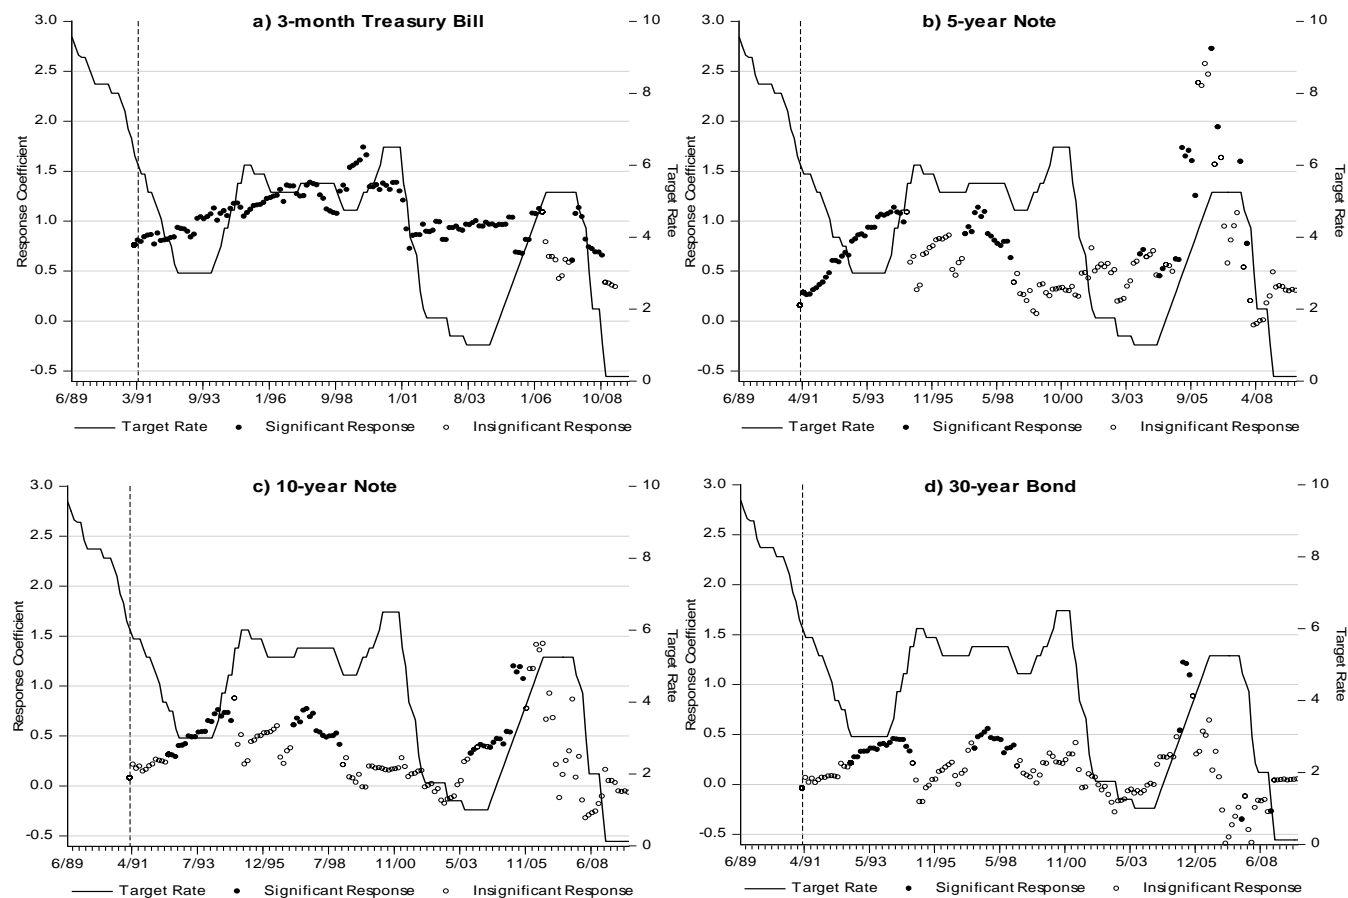 a) 3-month Treasury Bill
3.0
2.5
2.0
1.5
1.0
0.5
0.0
-0.5
Response Coefficient
10
8
6
4
2
0
Target Rate
6/89 3/91 9/93 1/96 9/98 1/01 8/03 1/06 10/08
Target Rate Significant Response Insignificant Response
b) 5-year Note
3.0
2.5
2.0
1.5
1.0
0.5
0.0
-0.5
Response Coefficient
10
8
6
4
2
0
Target Rate
6/89 4/91 5/93 11/95 5/98 10/00 3/03 9/05 4/08
Target Rate Significant Response Insignificant Response
c) 10-year Note
3.0
2.5
2.0
1.5
1.0
0.5
0.0
-0.5
Response Coefficient
10
8
6
4
2
0
Target Rate
6/89 4/91 7/93 12/95 7/98 11/00 5/03 11/05 6/08
Target Rate Significant Response Insignificant Response
d) 30-year Bond
3.0
2.5
2.0
1.5
1.0
0.5
0.0
-0.5
Response Coefficient
10
8
6
4
2
0
Target Rate
6/89 4/91 5/93 11/95 5/98 11/00 5/03 12/05 6/08
Target Rate Significant Response Insignificant Response